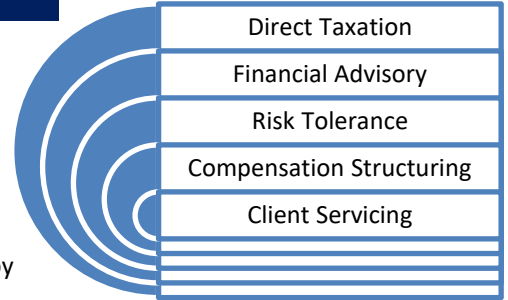 Direct Taxation
Financial Advisory
Risk Tolerance
Compensation Structuring
Client Servicing